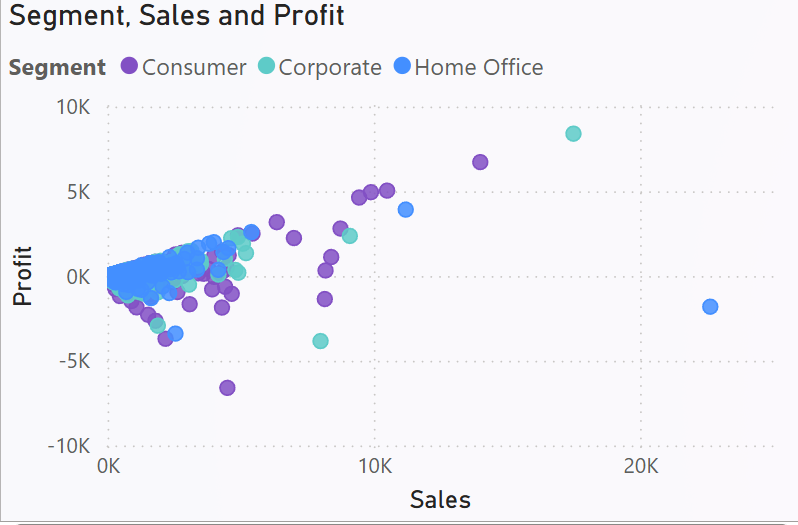 Segment, Sales and Profit
Segment Consumer Corporate Home Office
10K
5K
0K
-5K
-10K
Profit
0K 10K 20K
Sales